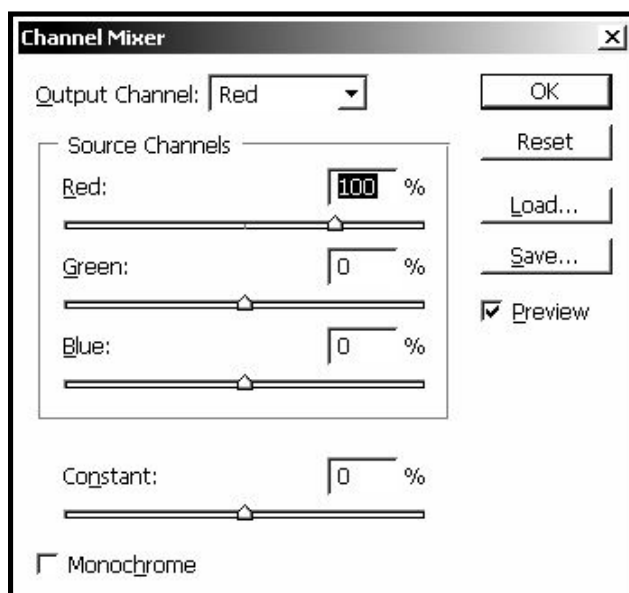 Channel Mixer
Output Channel: Red
OK
Source Channels
Reset
Red: 100 %
Load...
Green: 0 %
Save...
Preview
Blue: 0 %
Constant: 0 %
Monochrome